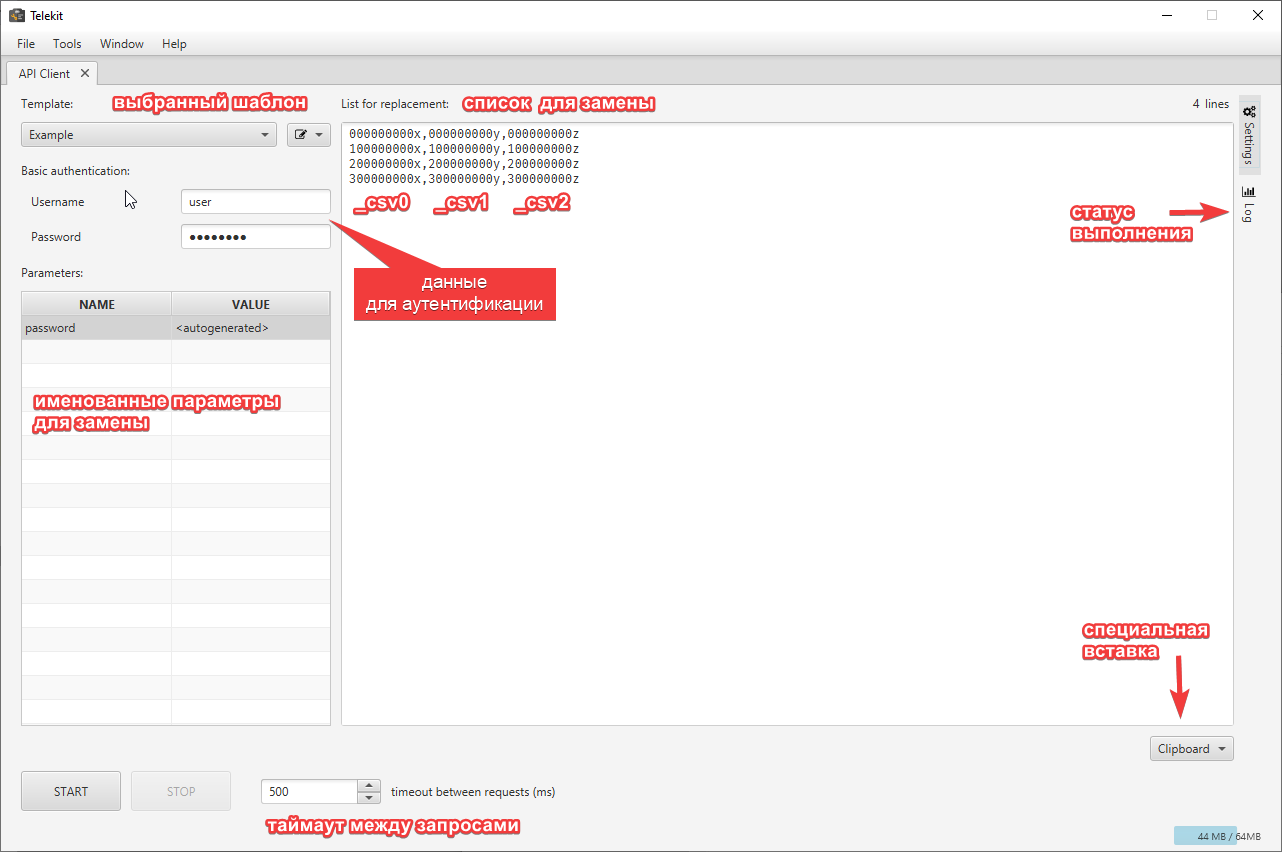 Telekit
File Tools Window Help
API Client
Template:
выбранный шаблон
List for replacement:
список для замены
4 lines
Example
000000000x,000000000y,000000000z
100000000x,100000000y,100000000z
200000000x,200000000y,200000000z
300000000x,300000000y,300000000z
_csv0 _csv1 _csv2
Settings
Log
статус
выполнения
Basic authentication:
Username
user
Password
••••••••
данные
для аутентификации
Parameters:
NAME VALUE
password <autogenerated>
именованные параметры
для замены
специальная
вставка
Clipboard
START STOP 500 timeout between requests (ms)
таймаут между запросами
44 MB / 64MB